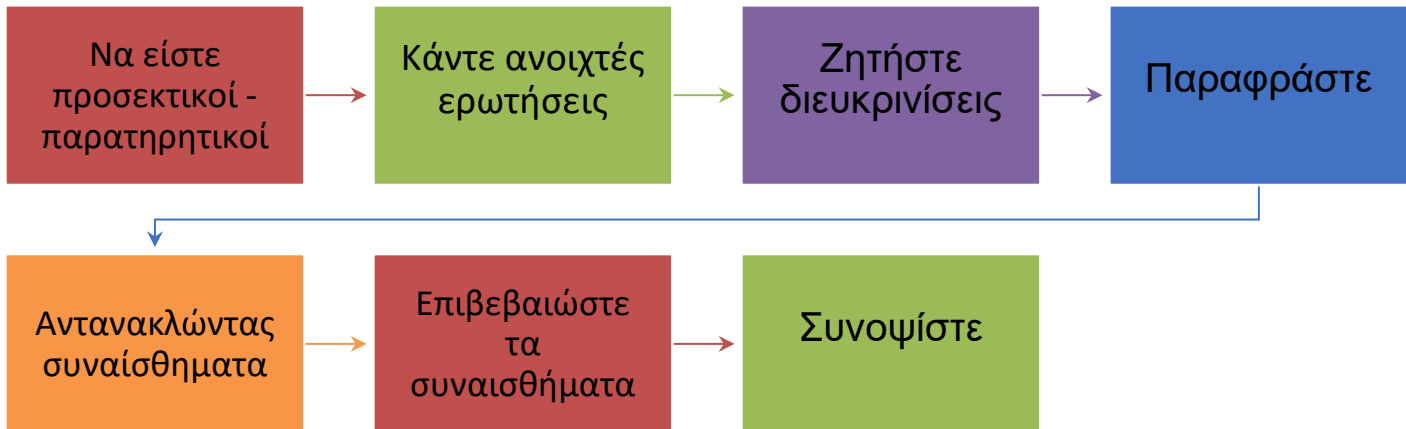 Να είστε
προσεκτικοί -
παρατηρητικοί
Κάντε ανοιχτές
ερωτήσεις
Ζητήστε
διευκρινίσεις
Παραφράστε
Αντανακλώντας
συναίσθηματα
Επιβεβαιώστε
τα
συναισθήματα
Συνοψίστε